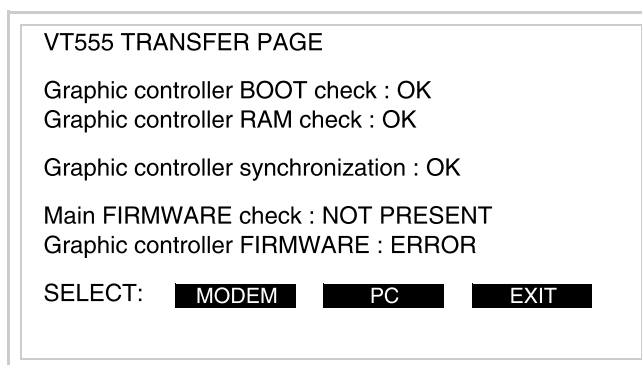 VT555 TRANSFER PAGE
Graphic controller BOOT check : OK
Graphic controller RAM check : OK
Graphic controller synchronization : OK
Main FIRMWARE check : NOT PRESENT
Graphic controller FIRMWARE : ERROR
SELECT: MODEM PC EXIT